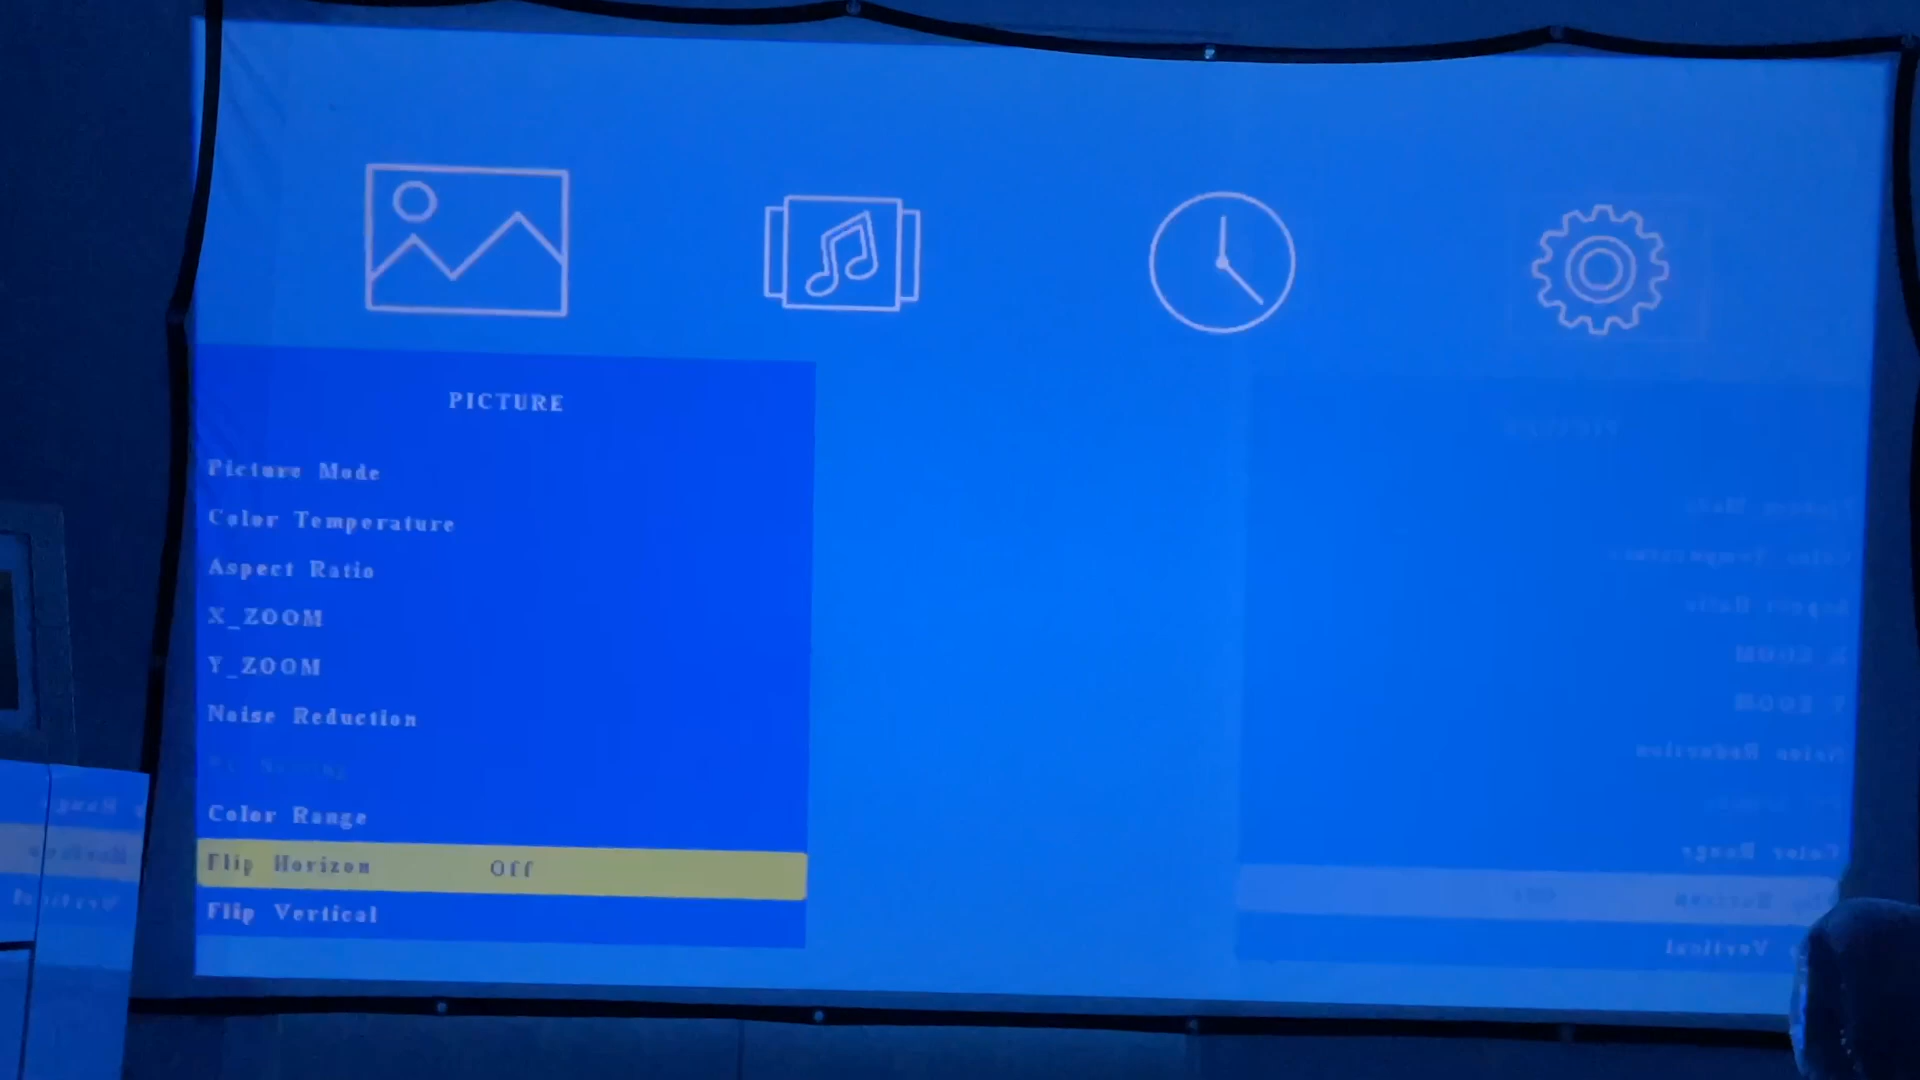 PICTURE
Picture Mode
Color Temperature
Aspect Ratio
X_ZOOM
Y_ZOOM
Noise Reduction
Color Range
Flip Horizon Off
Flip Vertical